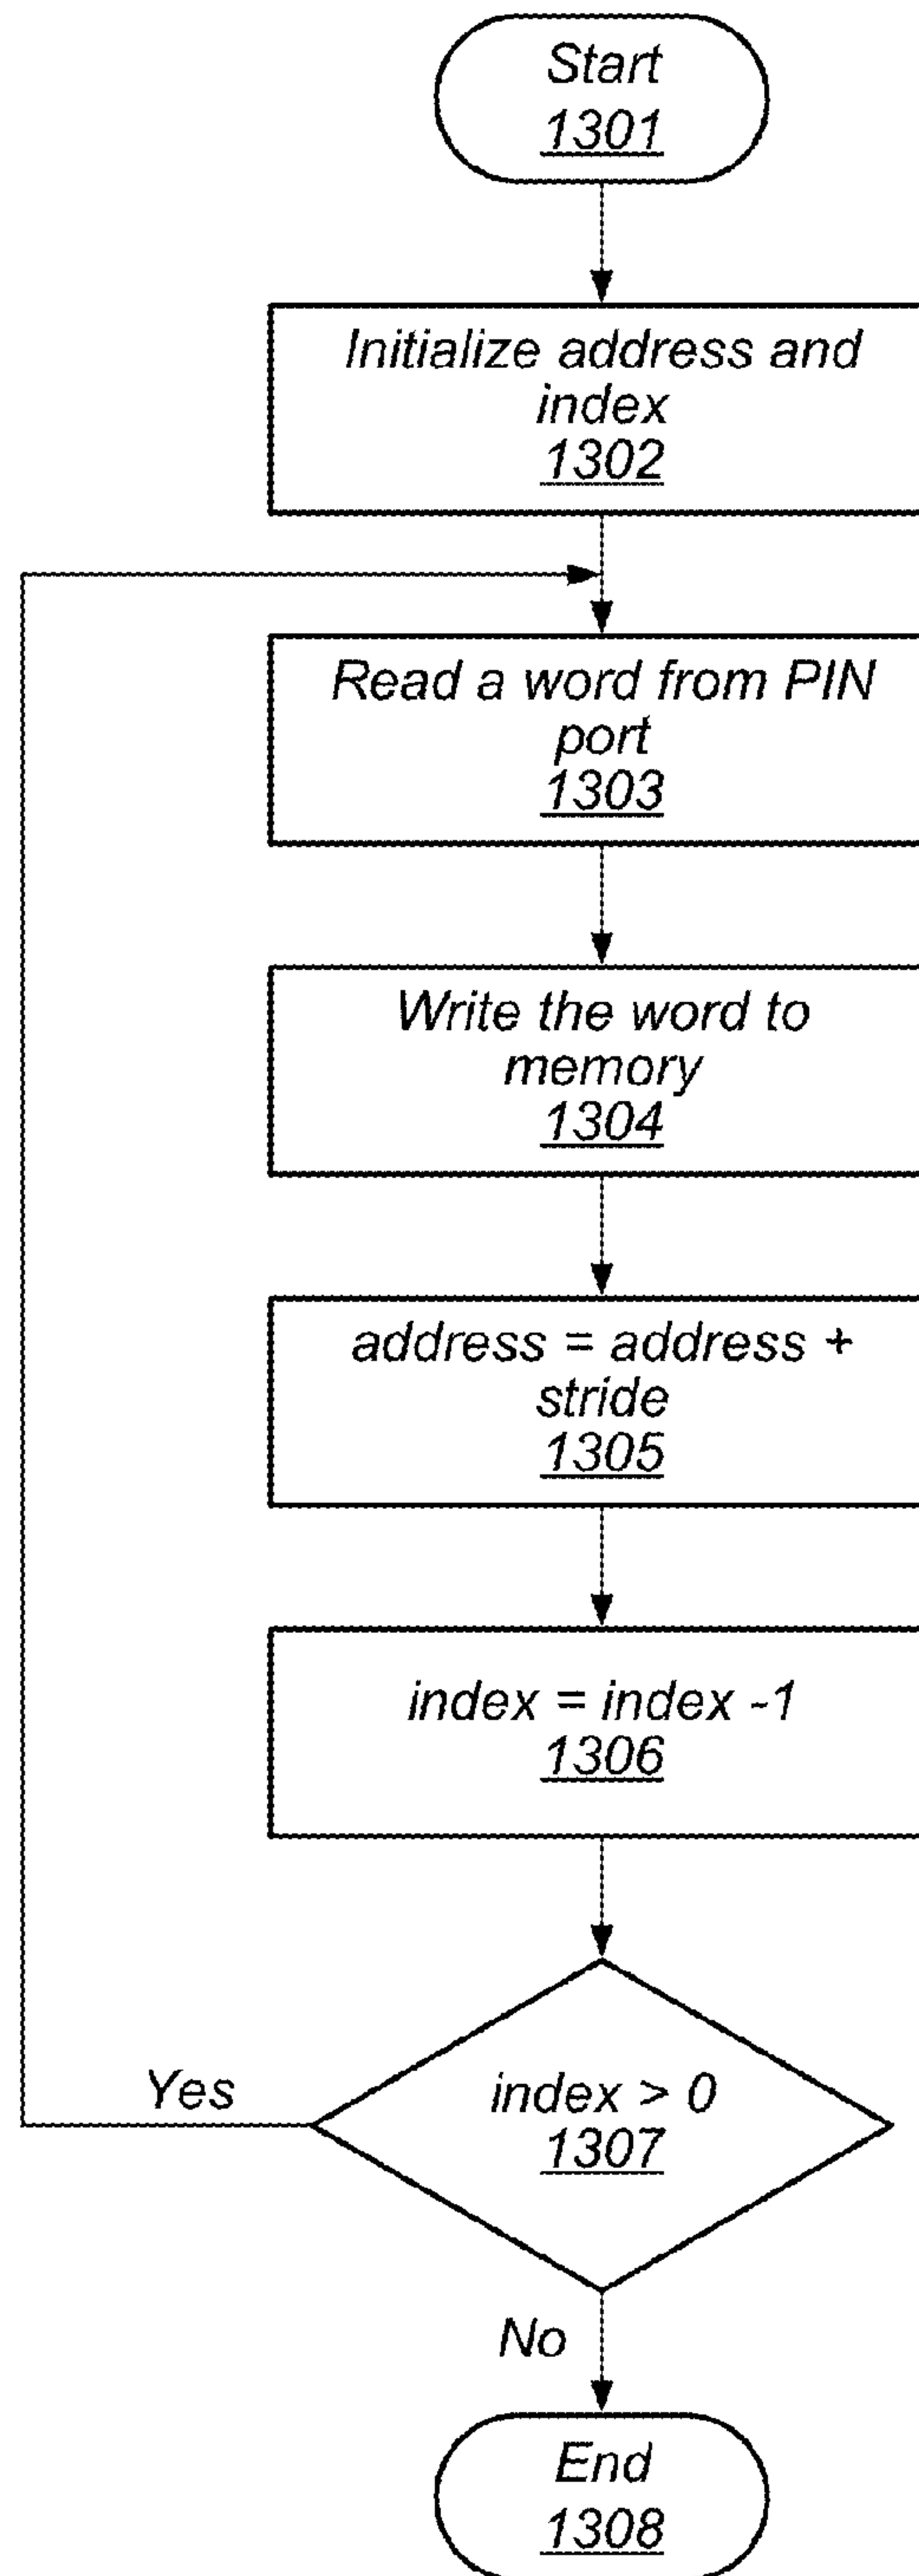 Start
1301
Initialize address and
index
1302
Read a word from PIN
port
1303
Write the word to
memory
1304
address = address +
stride
1305
index = index -1
1306
Yes
index > 0
1307
No
End
1308